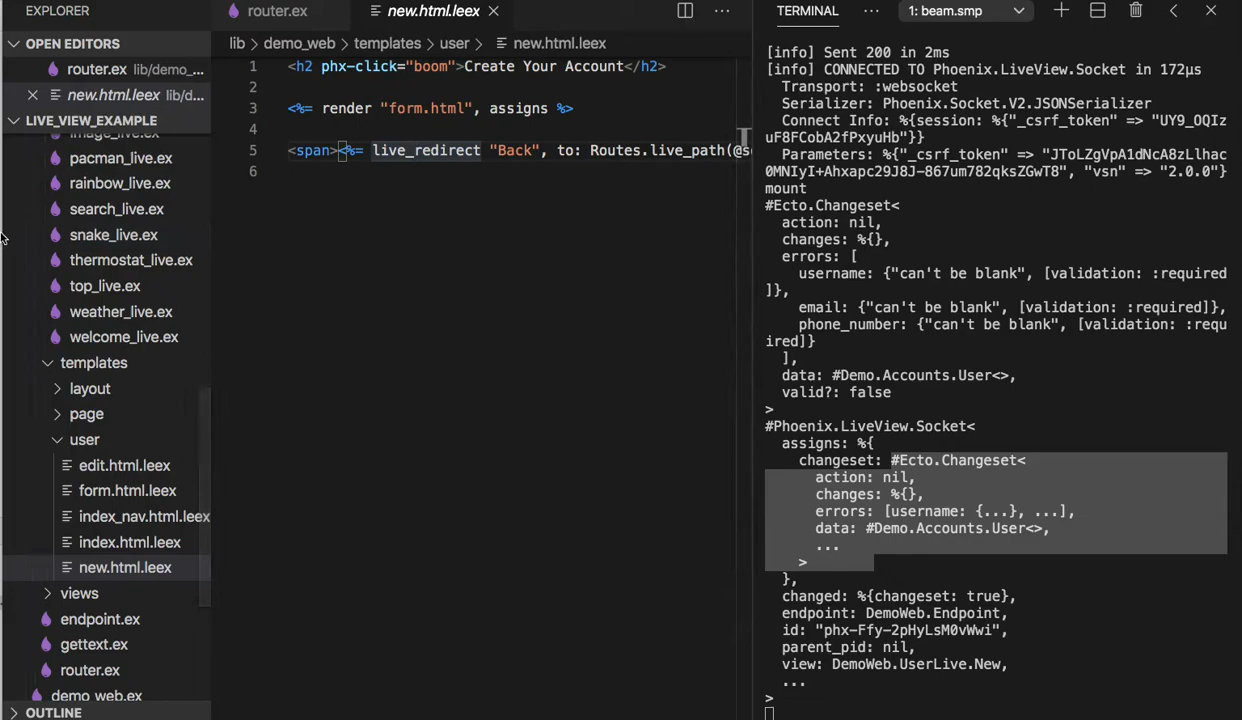 EXPLORER
OPEN EDITORS
router.ex lib/demo_...
new.html.leex lib/d...
LIVE_VIEW_EXAMPLE
image_live.ex
pacman_live.ex
rainbow_live.ex
search_live.ex
snake_live.ex
thermostat_live.ex
top_live.ex
weather_live.ex
welcome_live.ex
templates
layout
page
user
edit.html.leex
form.html.leex
index_nav.html.leex
index.html.leex
new.html.leex
views
endpoint.ex
gettext.ex
router.ex
demo_web.ex
OUTLINE
router.ex new.html.leex
lib > demo_web > templates > user > new.html.leex
1 <h2 phx-click="boom">Create Your Account</h2>
2
3 <%= render "form.html", assigns %>
4
5 <span><%= live_redirect "Back", to: Routes.live_path(@so
6
TERMINAL ... 1: beam.smp
[info] Sent 200 in 2ms
[info] CONNECTED TO Phoenix.LiveView.Socket in 172µs
Transport: :websocket
Serializer: Phoenix.Socket.V2.JSONSerializer
Connect Info: %{session: %{"_csrf_token" => "UY9_OQIz
uF8FCobA2fPxyuHb"}}
Parameters: %{"_csrf_token" => "JToLZgVpA1dNcA8zLlhac
0MNIyI+Ahxapc29J8J-867um782qksZGwT8", "vsn" => "2.0.0"}
mount
#Ecto.Changeset<
action: nil,
changes: %{},
errors: [
username: {"can't be blank", [validation: :required
]},
email: {"can't be blank", [validation: :required]},
phone_number: {"can't be blank", [validation: :requ
ired]}
],
data: #Demo.Accounts.User<>,
valid?: false
>
#Phoenix.LiveView.Socket<
assigns: %{
changeset: #Ecto.Changeset<
action: nil,
changes: %{},
errors: [username: {...}, ...],
data: #Demo.Accounts.User<>,
...
>
},
changed: %{changeset: true},
endpoint: DemoWeb.Endpoint,
id: "phx-Ffy-2pHyLsM0vWwi",
parent_pid: nil,
view: DemoWeb.UserLive.New,
...
>